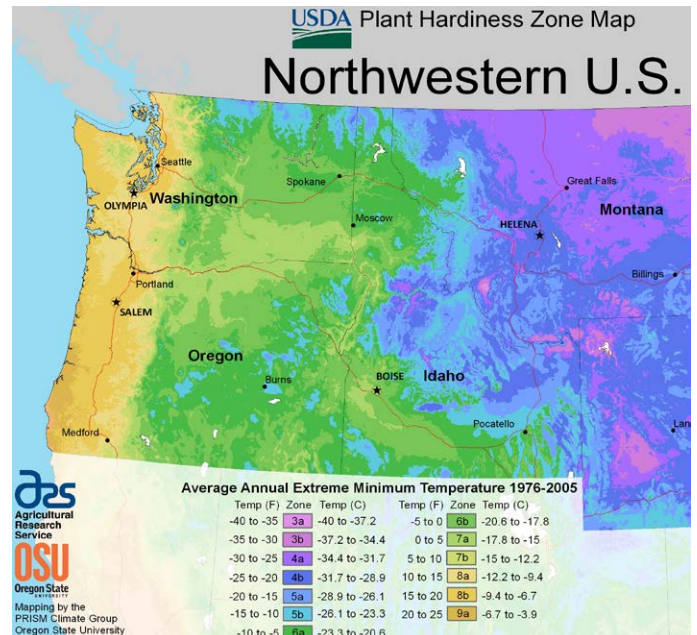 USDA Plant Hardiness Zone Map
Northwestern U.S.
Seattle
OLYMPIA
Washington
Spokane
Moscow
Great Falls
HELENA
Montana
Portland
SALEM
Billings
Oregon
Burns
BOISE
Idaho
Medford
Pocatello
Lan
Average Annual Extreme Minimum Temperature 1976-2005
Temp (F) Zone Temp (C) Temp (F) Zone Temp (C)
-40 to -35 3a -40 to -37.2 -5 to 0 6b -20.6 to -17.8
-35 to -30 3b -37.2 to -34.4 0 to 5 7a -17.8 to -15
-30 to -25 4a -34.4 to -31.7 5 to 10 7b -15 to -12.2
-25 to -20 4b -31.7 to -28.9 10 to 15 8a -12.2 to -9.4
-20 to -15 5a -28.9 to -26.1 15 to 20 8b -9.4 to -6.7
-15 to -10 5b -26.1 to -23.3 20 to 25 9a -6.7 to -3.9
-10 to -5 6a -23.3 to -20.6
ars
Agricultural
Research
Service
OSU
Oregon State
UNIVERSITY
Mapping by the
PRISM Climate Group
Oregon State University